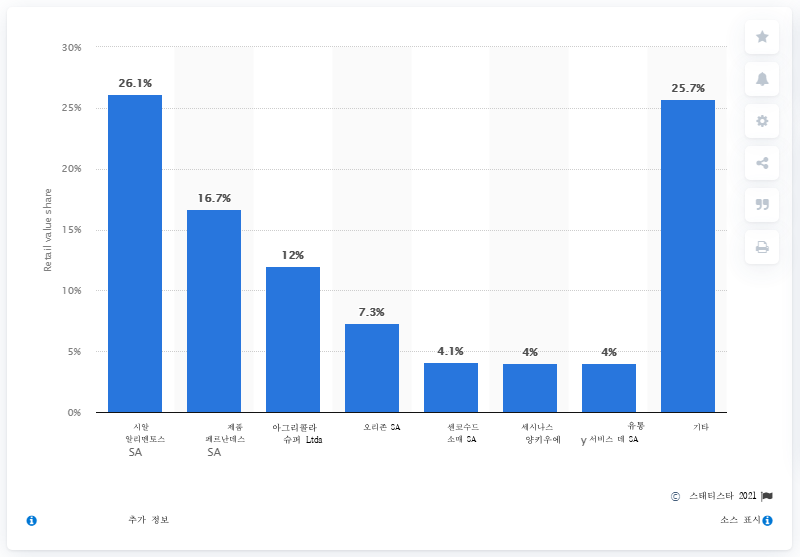 30%
26.1%
25.7%
25%
20%
16.7%
15%
12%
10%
7.3%
5%
4.1%
4%
4%
0%
Retail value share
시알
알리멘토스
SA
제품
페르난데스
SA
아그리콜라
슈퍼 Ltda
오리존 SA
센코수드
소매 SA
세시나스
양키우에
유통
y 서비스 데 SA
기타
© 스태티스타 2021
추가 정보
소스 표시